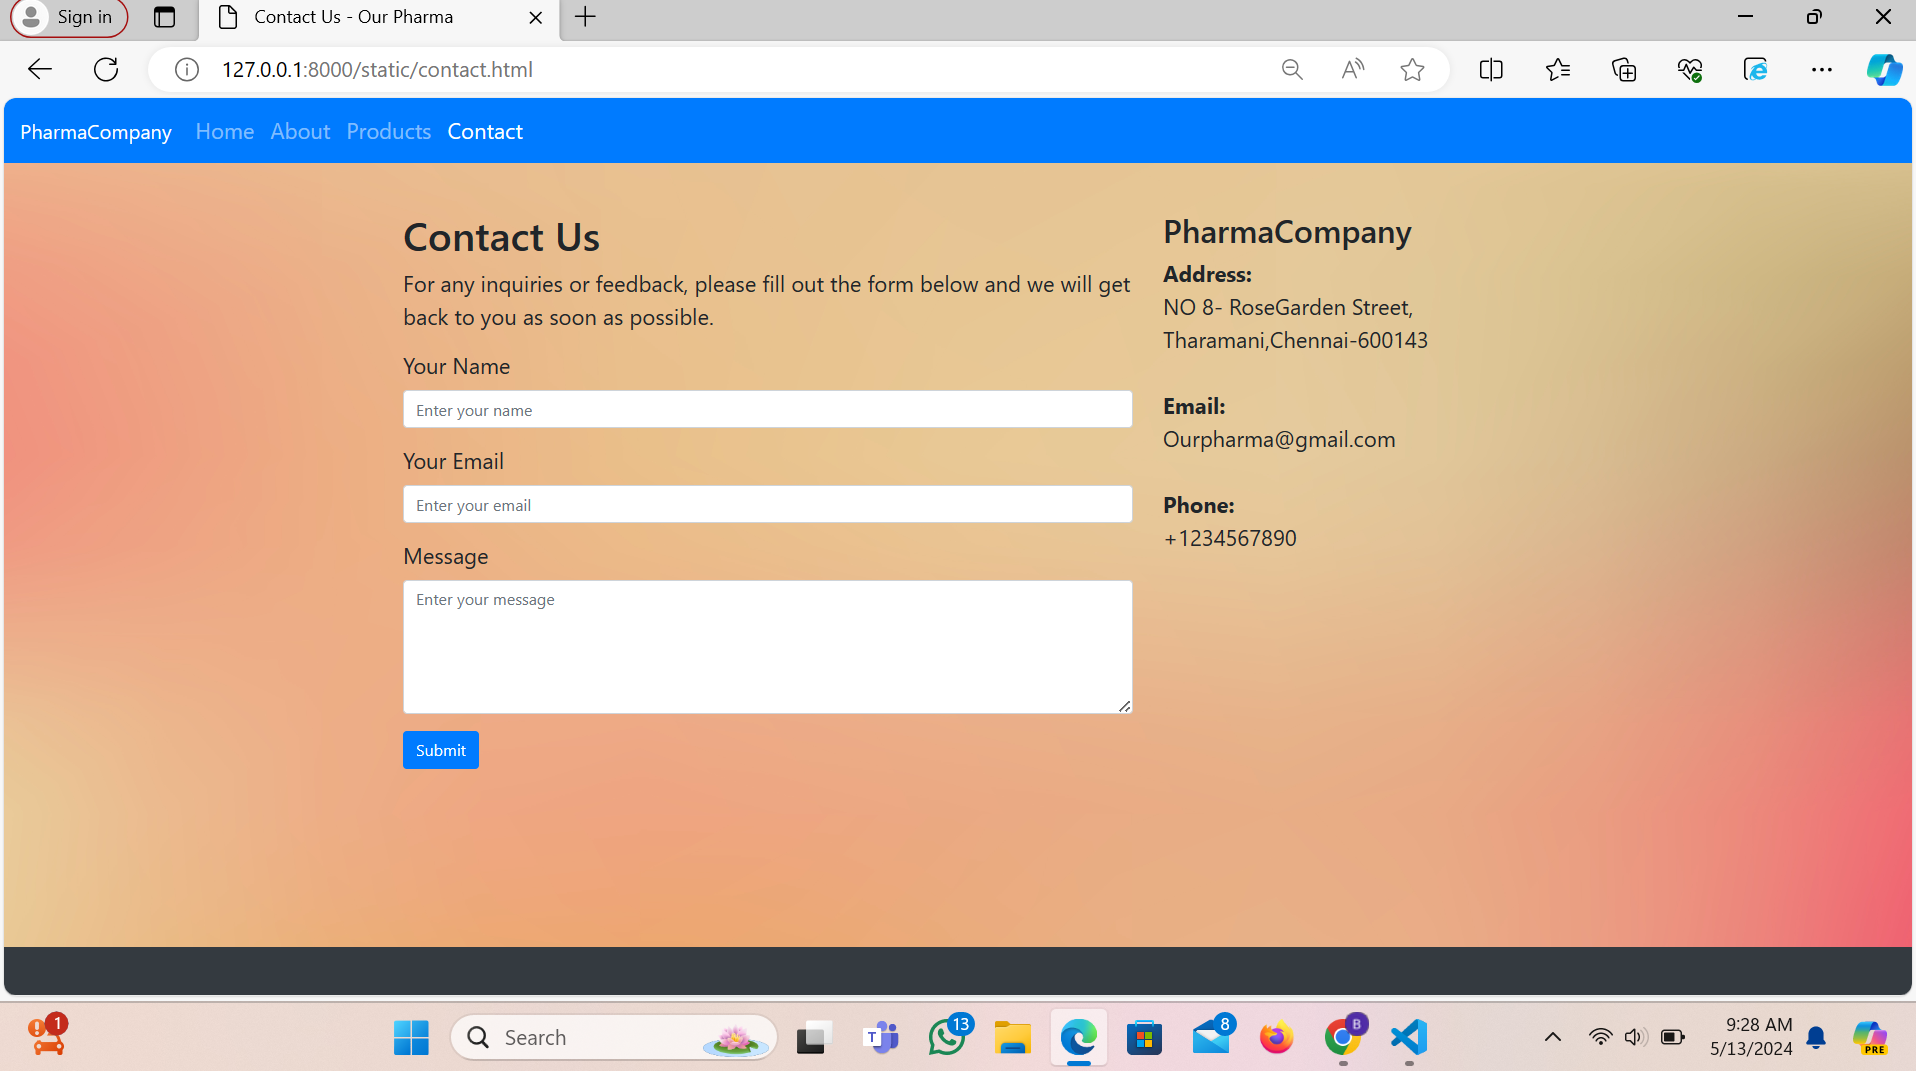 Sign in
Contact Us - Our Pharma
127.0.0.1:8000/static/contact.html
PharmaCompany Home About Products Contact
Contact Us
For any inquiries or feedback, please fill out the form below and we will get
back to you as soon as possible.
Your Name
Enter your name
Your Email
Enter your email
Message
Enter your message
Submit
PharmaCompany
Address:
NO 8- RoseGarden Street,
Tharamani,Chennai-600143
Email:
Ourpharma@gmail.com
Phone:
+1234567890
1
Search
T
13
8
B
PRE
9:28 AM
5/13/2024